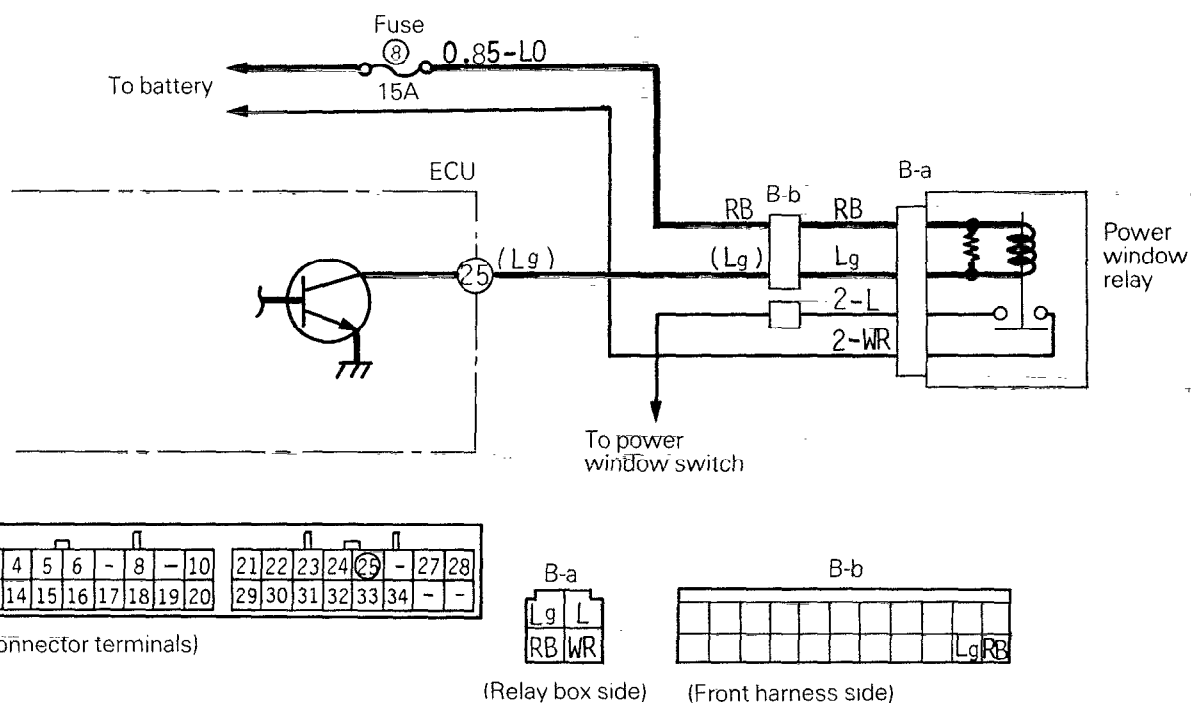 Fuse
⑧ 0.85-LO
To battery
15A
ECU
B-a
B-b
RB RB
Power
window
relay
25 (Lg) (Lg) Lg
2-L
2-WR
To power
window switch
4 5 6 - 8 - 10 21 22 23 24 25 - 27 28
14 15 16 17 18 19 20 29 30 31 32 33 34 - -
onnector terminals)
B-a
Lg L
RB WR
(Relay box side)
B-b
Lg RB
(Front harness side)